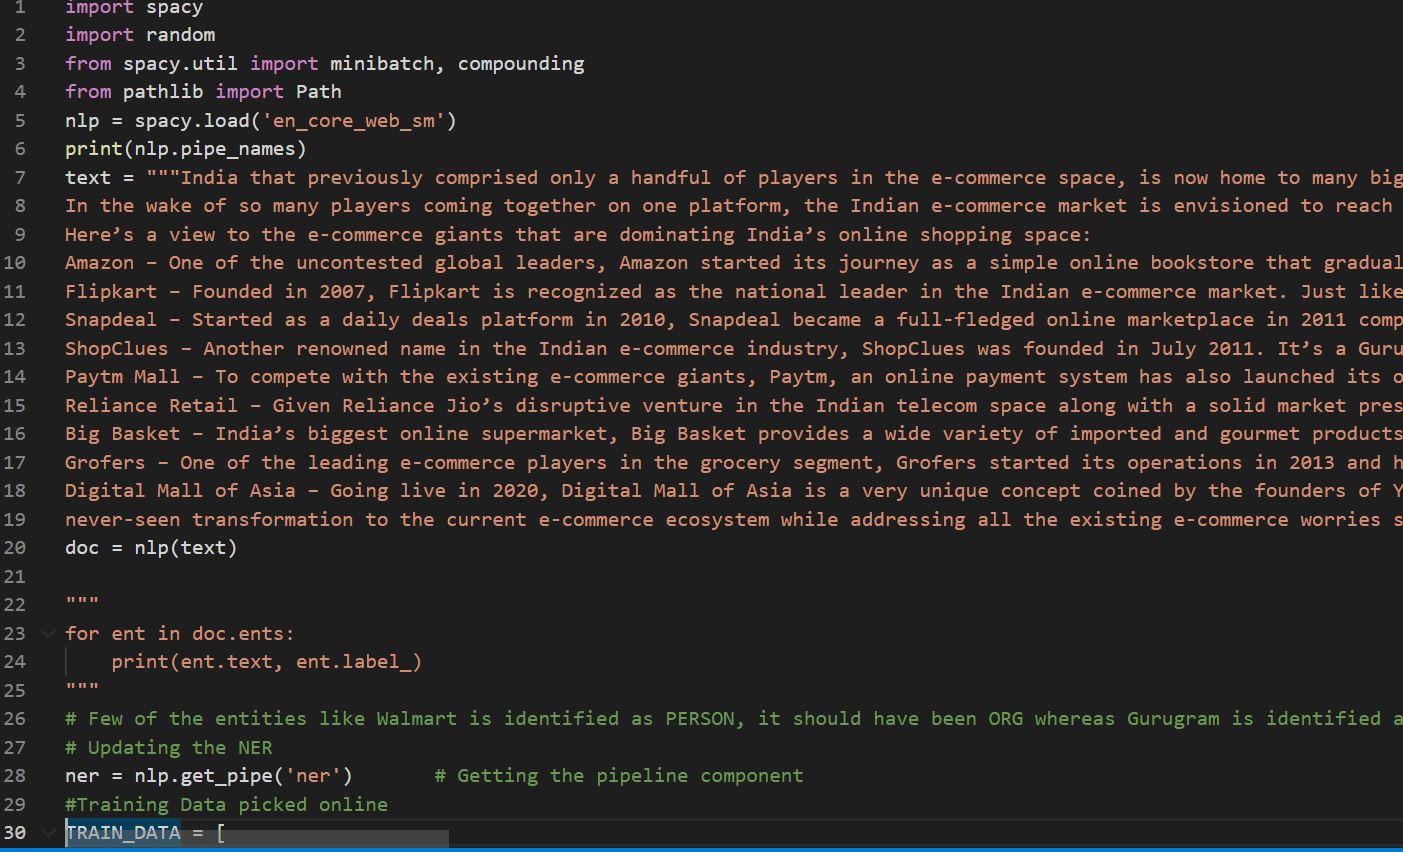 1 import spacy
2 import random
3 from spacy.util import minibatch, compounding
4 from pathlib import Path
5 nlp = spacy.load('en_core_web_sm')
6 print(nlp.pipe_names)
7 text = """India that previously comprised only a handful of players in the e-commerce space, is now home to many big
8 In the wake of so many players coming together on one platform, the Indian e-commerce market is envisioned to reach
9 Here’s a view to the e-commerce giants that are dominating India’s online shopping space:
10 Amazon – One of the uncontested global leaders, Amazon started its journey as a simple online bookstore that gradual
11 Flipkart – Founded in 2007, Flipkart is recognized as the national leader in the Indian e-commerce market. Just like
12 Snapdeal – Started as a daily deals platform in 2010, Snapdeal became a full-fledged online marketplace in 2011 comp
13 ShopClues – Another renowned name in the Indian e-commerce industry, ShopClues was founded in July 2011. It’s a Guru
14 Paytm Mall – To compete with the existing e-commerce giants, Paytm, an online payment system has also launched its o
15 Reliance Retail – Given Reliance Jio’s disruptive venture in the Indian telecom space along with a solid market pres
16 Big Basket – India’s biggest online supermarket, Big Basket provides a wide variety of imported and gourmet products
17 Grofers – One of the leading e-commerce players in the grocery segment, Grofers started its operations in 2013 and h
18 Digital Mall of Asia – Going live in 2020, Digital Mall of Asia is a very unique concept coined by the founders of Y
19 never-seen transformation to the current e-commerce ecosystem while addressing all the existing e-commerce worries s
20 doc = nlp(text)
21
22 """
23 for ent in doc.ents:
24 print(ent.text, ent.label_)
25 """
26 # Few of the entities like Walmart is identified as PERSON, it should have been ORG whereas Gurugram is identified a
27 # Updating the NER
28 ner = nlp.get_pipe('ner') # Getting the pipeline component
29 #Training Data picked online
30 TRAIN_DATA = [